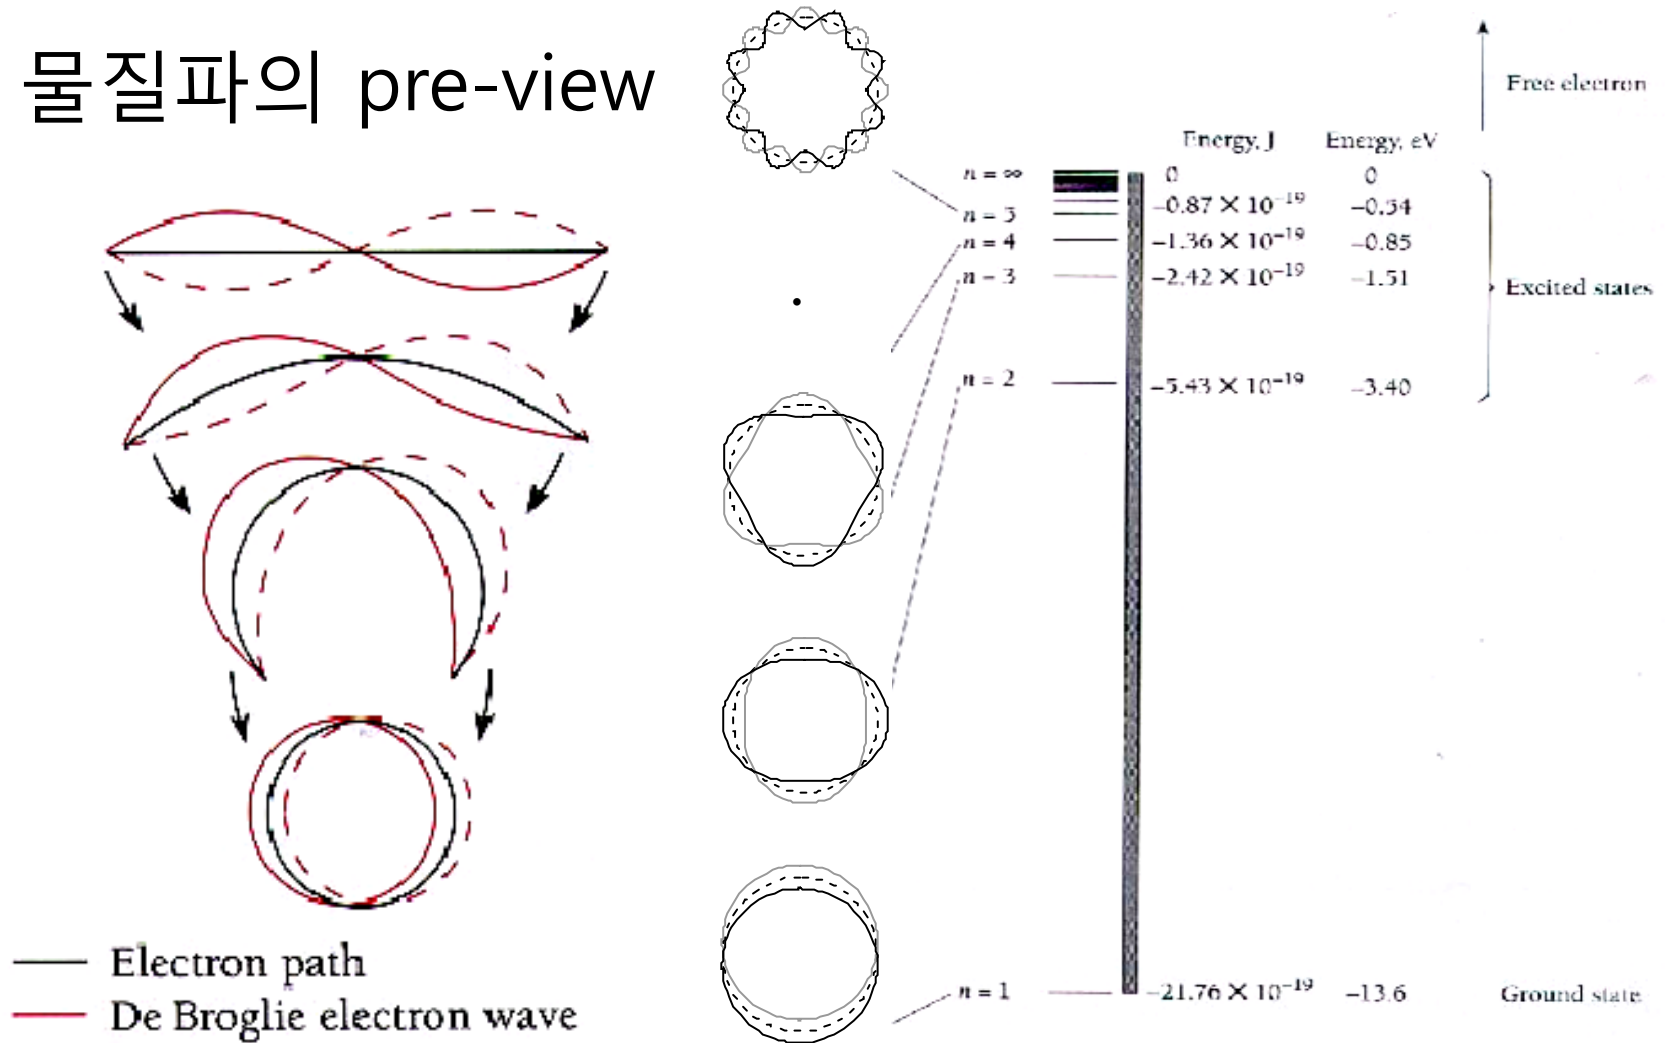 물질파의 pre-view
Free electron
Energy, J Energy, eV
n = ∞ 0 0
n = 5 −0.87 × 10⁻¹⁹ −0.54
n = 4 −1.36 × 10⁻¹⁹ −0.85
n = 3 −2.42 × 10⁻¹⁹ −1.51
Excited states
n = 2 −5.43 × 10⁻¹⁹ −3.40
n = 1 −21.76 × 10⁻¹⁹ −13.6 Ground state
Electron path
De Broglie electron wave